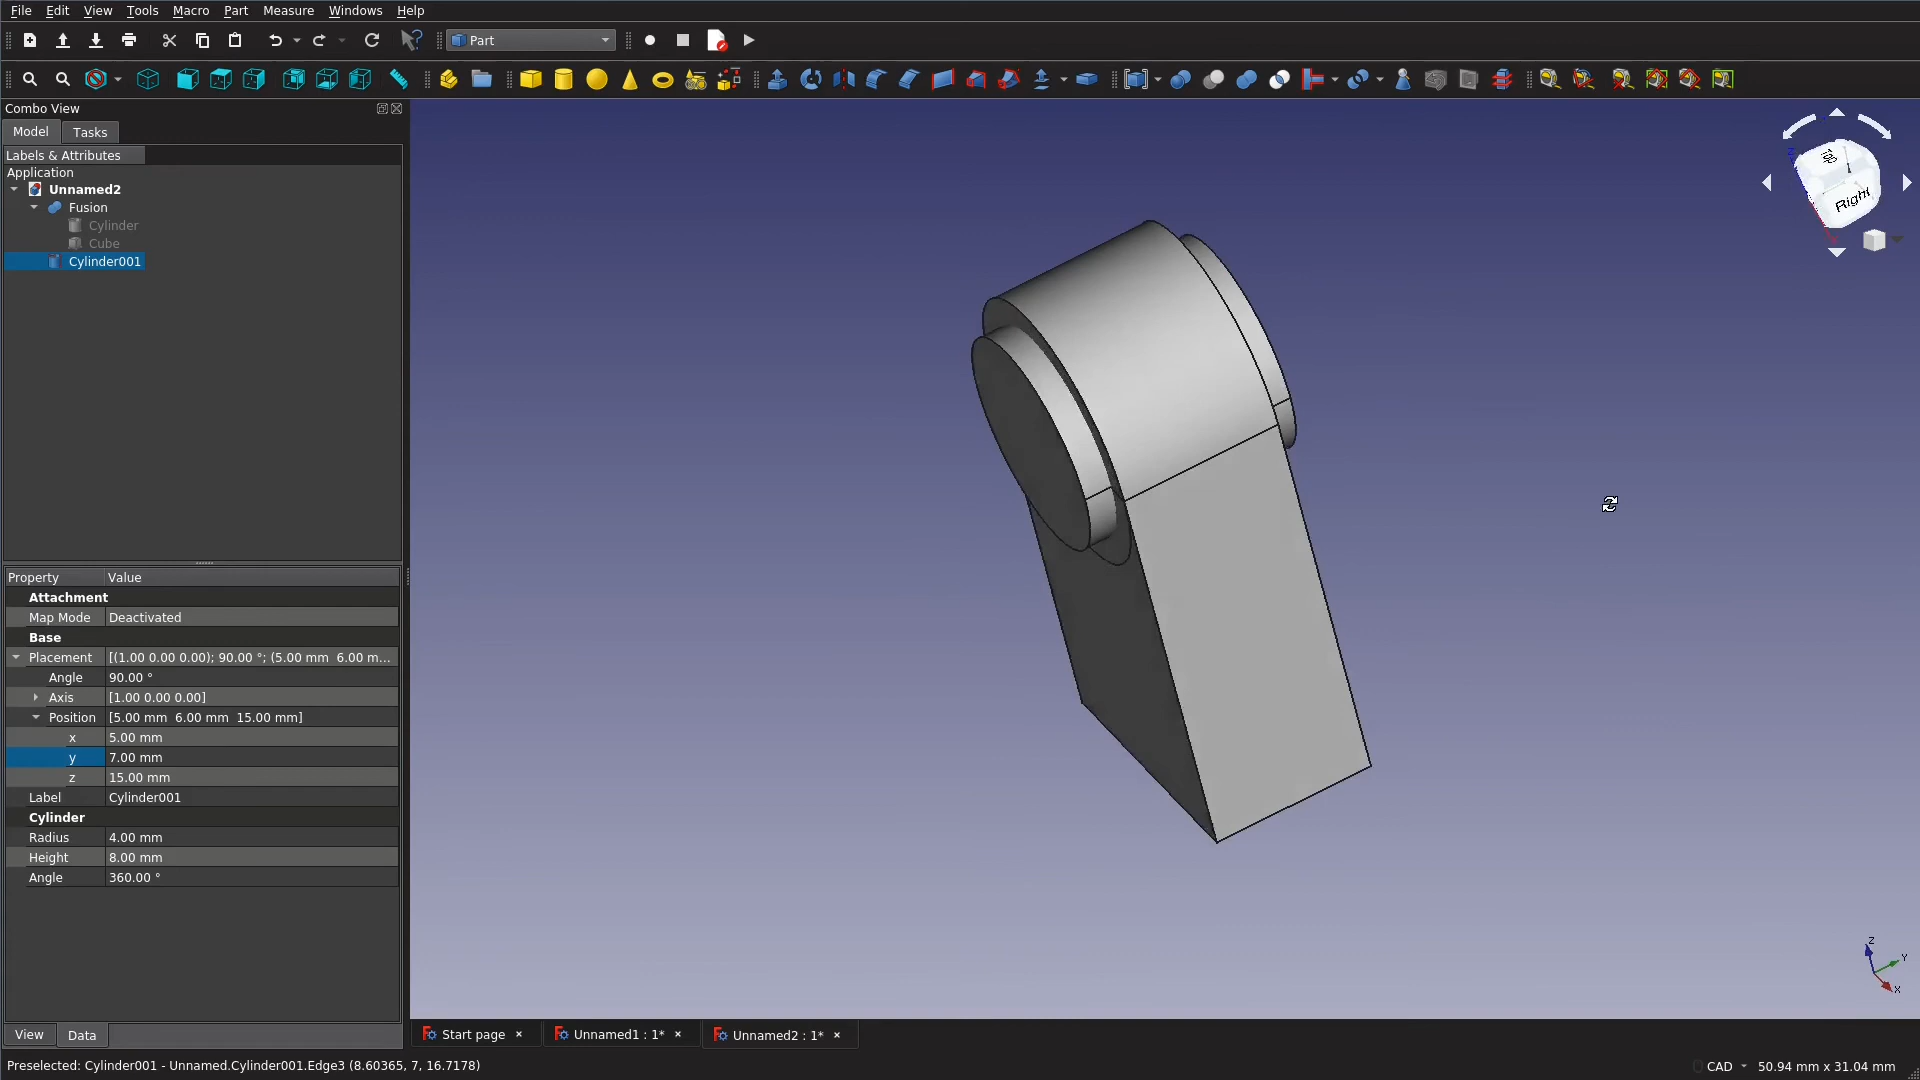 File Edit View Tools Macro Part Measure Windows Help
Part
Combo View
Model Tasks
Labels & Attributes
Application
Unnamed2
Fusion
Cylinder
Cube
Cylinder001
Property Value
Attachment
Map Mode Deactivated
Base
Placement [(1.00 0.00 0.00); 90.00 °; (5.00 mm 6.00 m...
Angle 90.00 °
Axis [1.00 0.00 0.00]
Position [5.00 mm 6.00 mm 15.00 mm]
x 5.00 mm
y 7.00 mm
z 15.00 mm
Label Cylinder001
Cylinder
Radius 4.00 mm
Height 8.00 mm
Angle 360.00 °
View Data
Top
Right
Z
Y
X
Start page Unnamed1 : 1* Unnamed2 : 1*
Preselected: Cylinder001 - Unnamed.Cylinder001.Edge3 (8.60365, 7, 16.7178)
CAD 50.94 mm x 31.04 mm